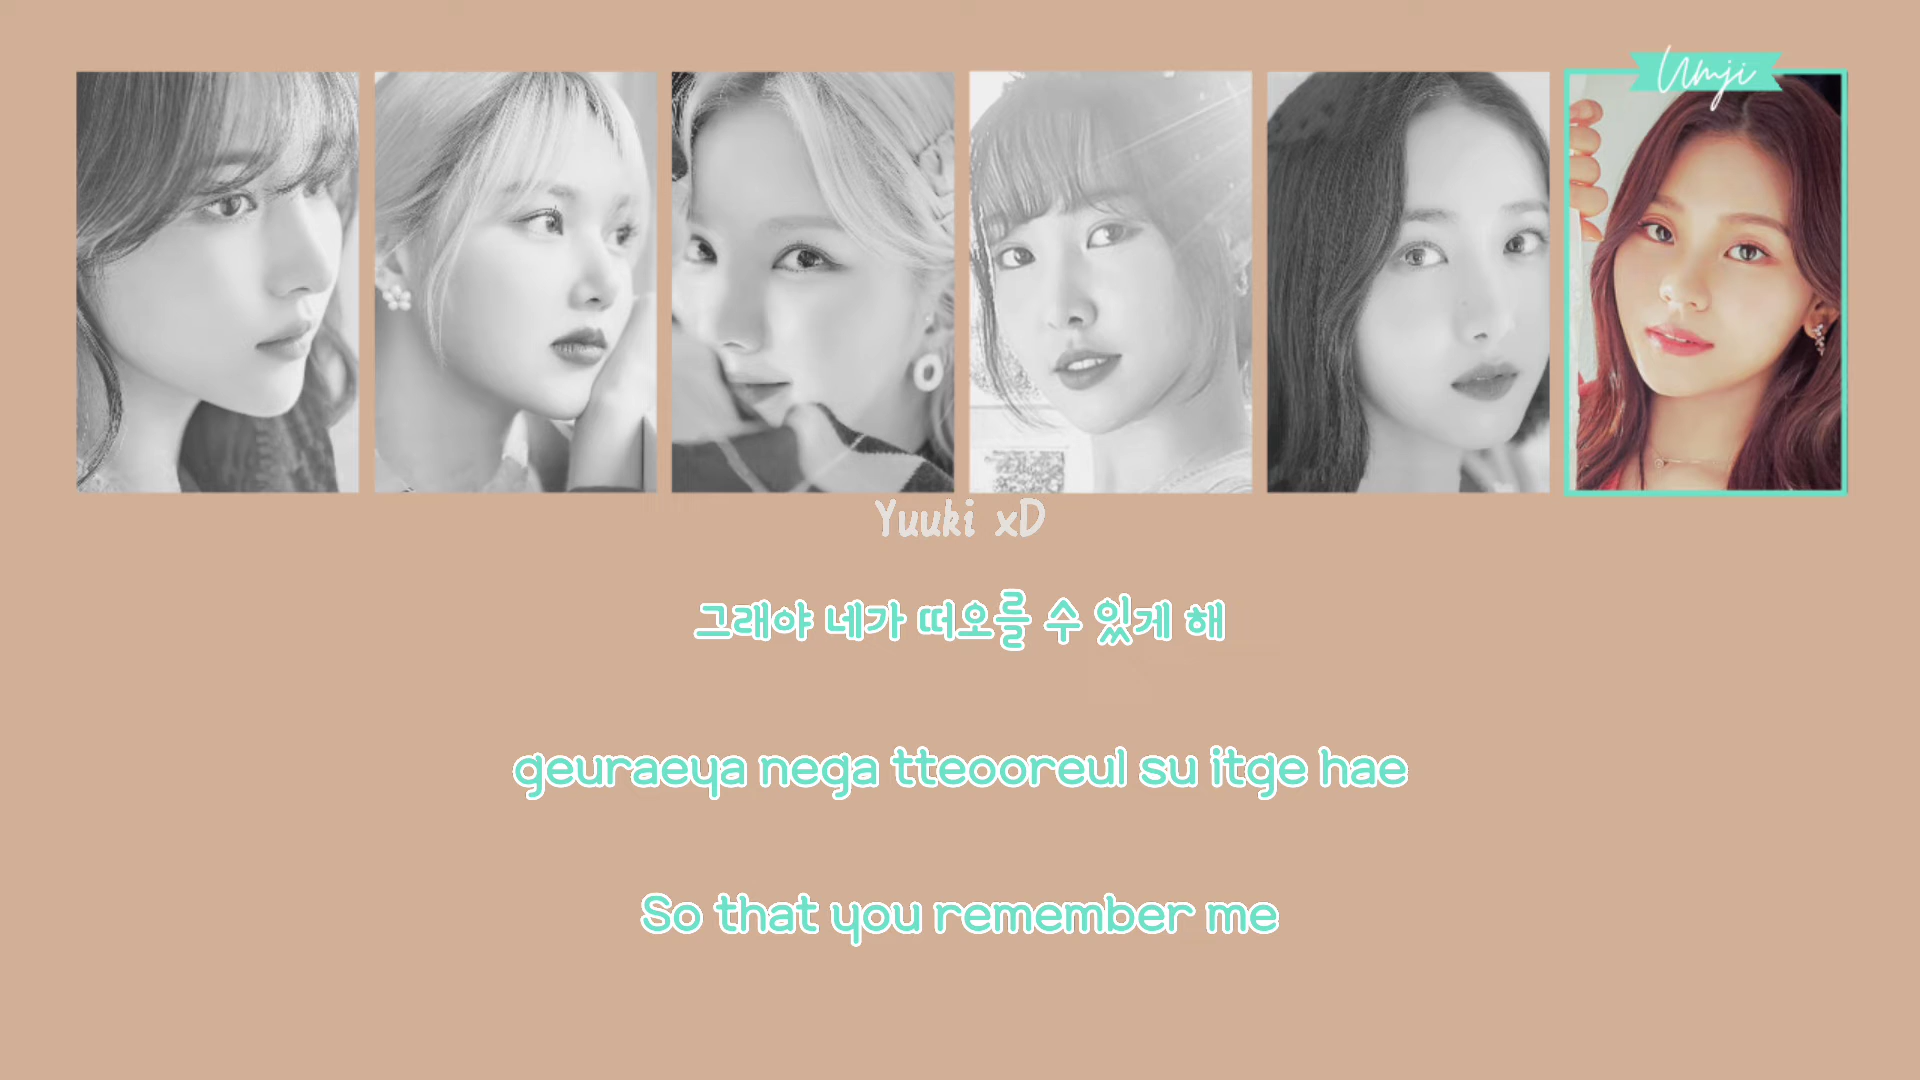 Umji
Yuuki xD
그래야 네가 떠오를 수 있게 해
geuraeya nega tteooreul su itge hae
So that you remember me